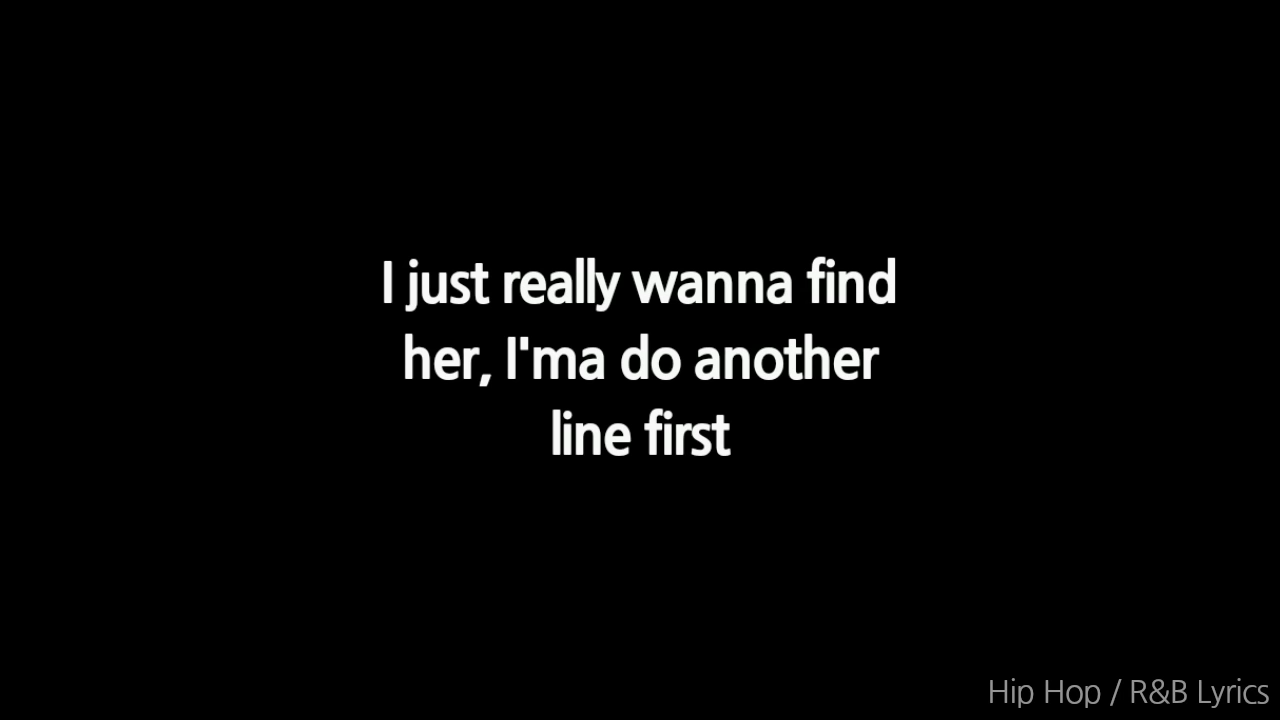 I just really wanna find
her, I'ma do another
line first
Hip Hop / R&B Lyrics